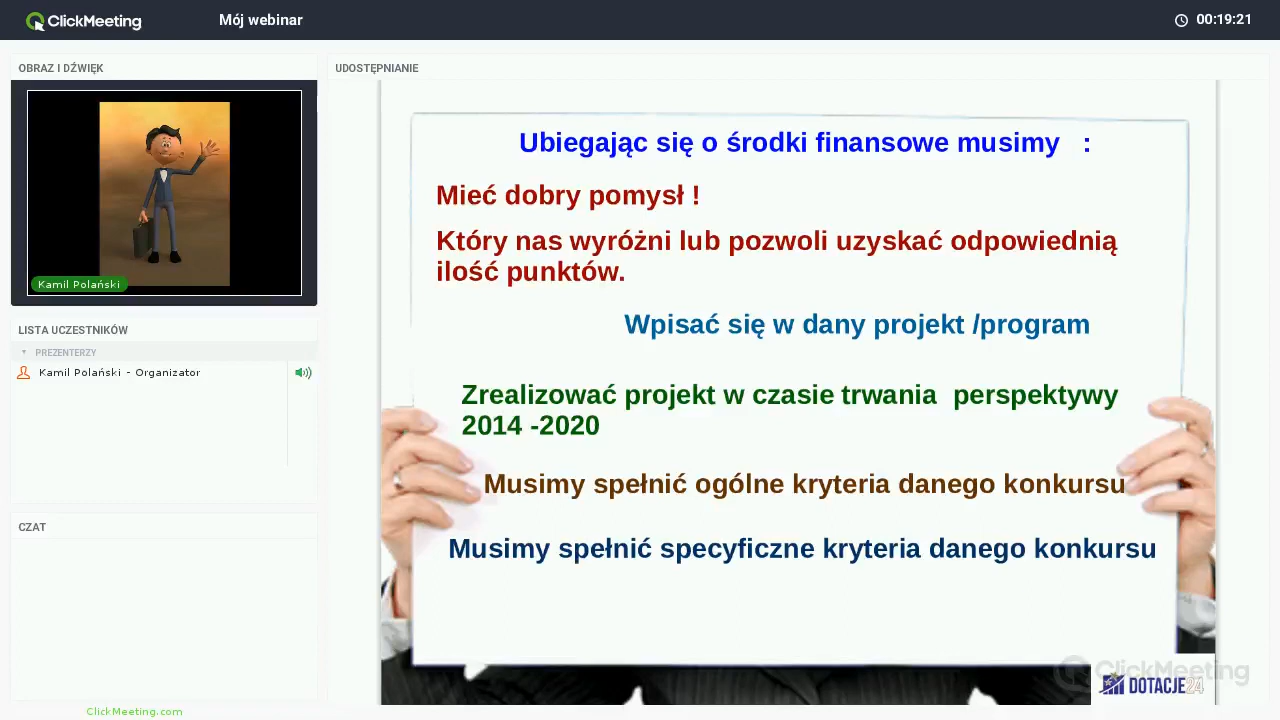 ClickMeeting
Mój webinar
00:19:21
OBRAZ I DŹWIĘK
Kamil Polański
LISTA UCZESTNIKÓW
PREZENTERZY
Kamil Polański - Organizator
CZAT
ClickMeeting.com
UDOSTĘPNIANIE
Ubiegając się o środki finansowe musimy :
Mieć dobry pomysł !
Który nas wyróżni lub pozwoli uzyskać odpowiednią
ilość punktów.
Wpisać się w dany projekt /program
Zrealizować projekt w czasie trwania perspektywy
2014 -2020
Musimy spełnić ogólne kryteria danego konkursu
Musimy spełnić specyficzne kryteria danego konkursu
ClickMeeting
DOTACJE24